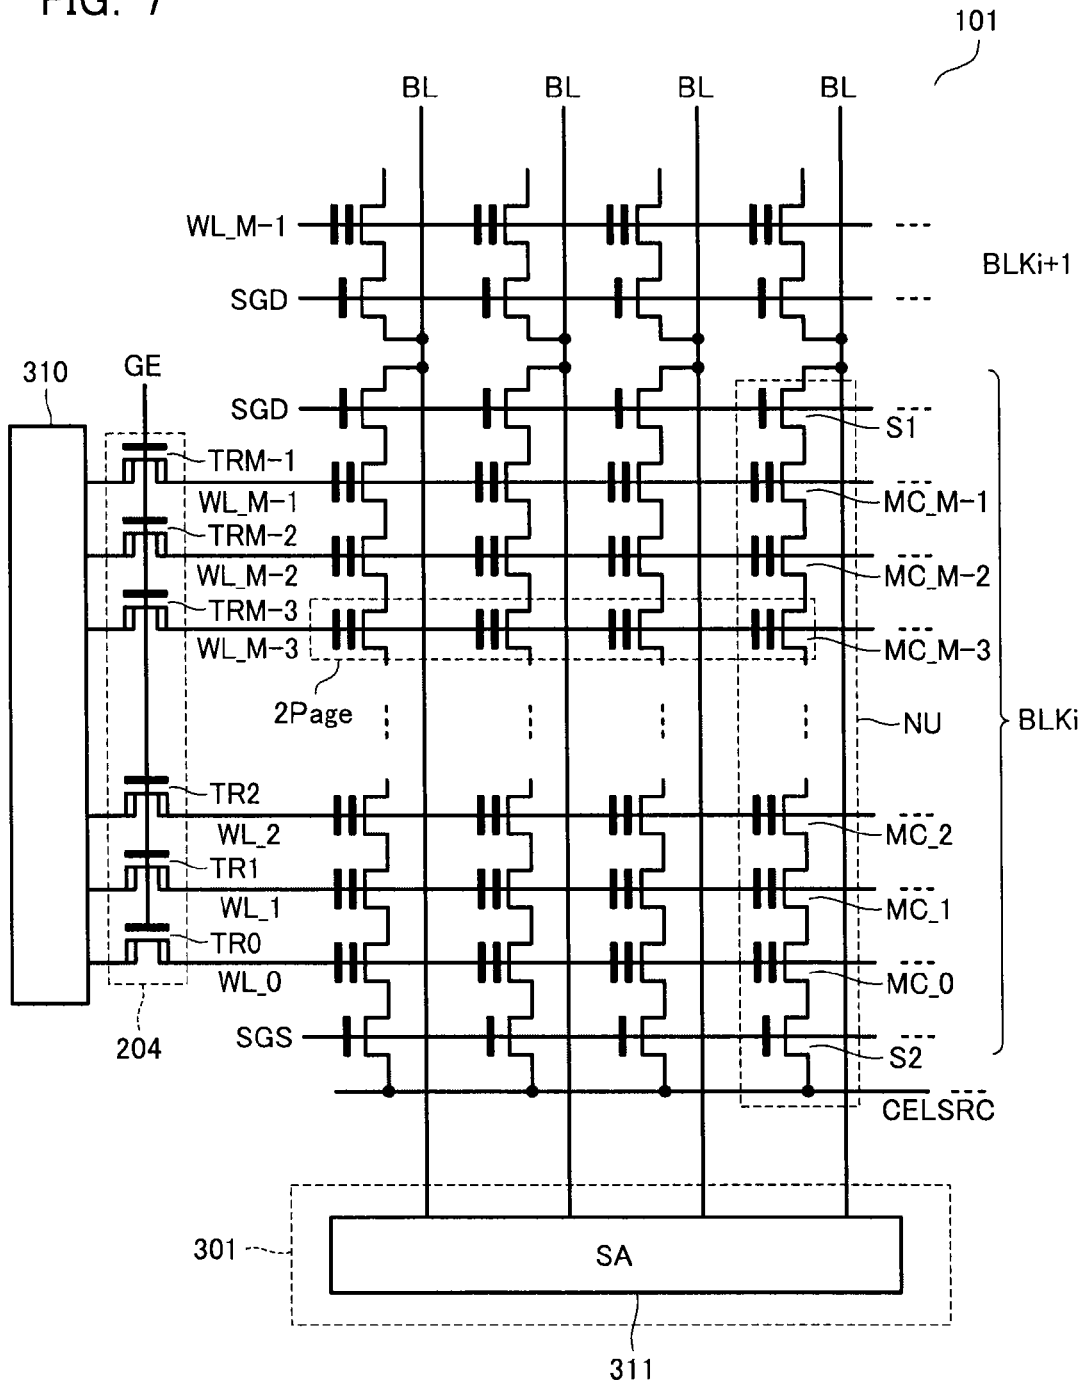 FIG. 7
101
BL BL BL BL
WL_M-1
BLKi+1
SGD
310
GE
SGD
S1
TRM-1
WL_M-1
MC_M-1
TRM-2
WL_M-2
MC_M-2
TRM-3
WL_M-3
MC_M-3
2Page
NU
BLKi
TR2
WL_2
MC_2
TR1
WL_1
MC_1
TR0
WL_0
MC_0
204
SGS
S2
CELSRC
301
SA
311